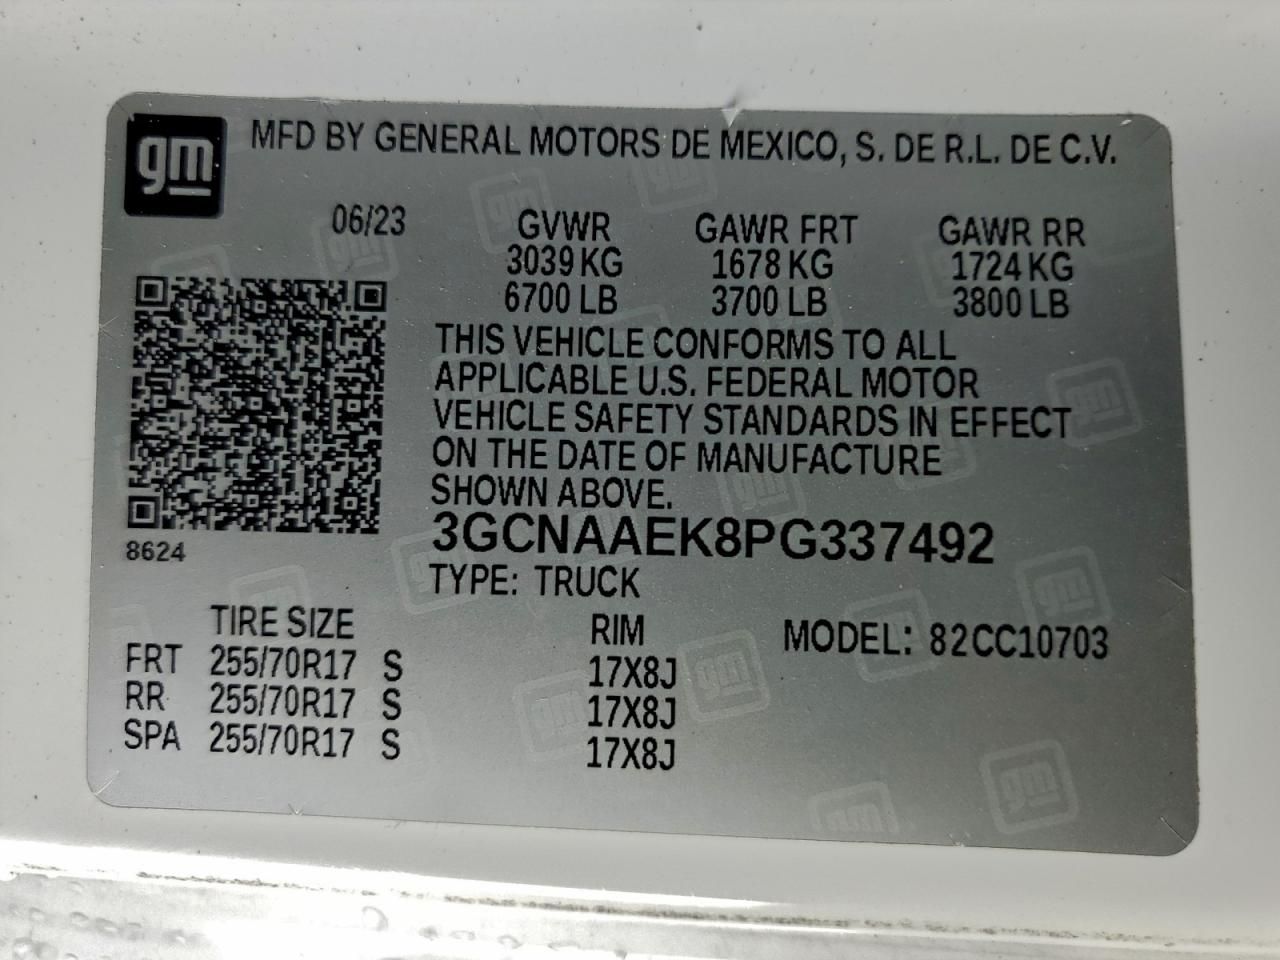 gm
MFD BY GENERAL MOTORS DE MEXICO, S. DE R.L. DE C.V.
06/23 GVWR GAWR FRT GAWR RR
3039 KG 1678 KG 1724 KG
6700 LB 3700 LB 3800 LB
THIS VEHICLE CONFORMS TO ALL
APPLICABLE U.S. FEDERAL MOTOR
VEHICLE SAFETY STANDARDS IN EFFECT
ON THE DATE OF MANUFACTURE
SHOWN ABOVE.
3GCNAAEK8PG337492
8624
TYPE: TRUCK
TIRE SIZE RIM MODEL: 82CC10703
FRT 255/70R17 S 17X8J
RR 255/70R17 S 17X8J
SPA 255/70R17 S 17X8J